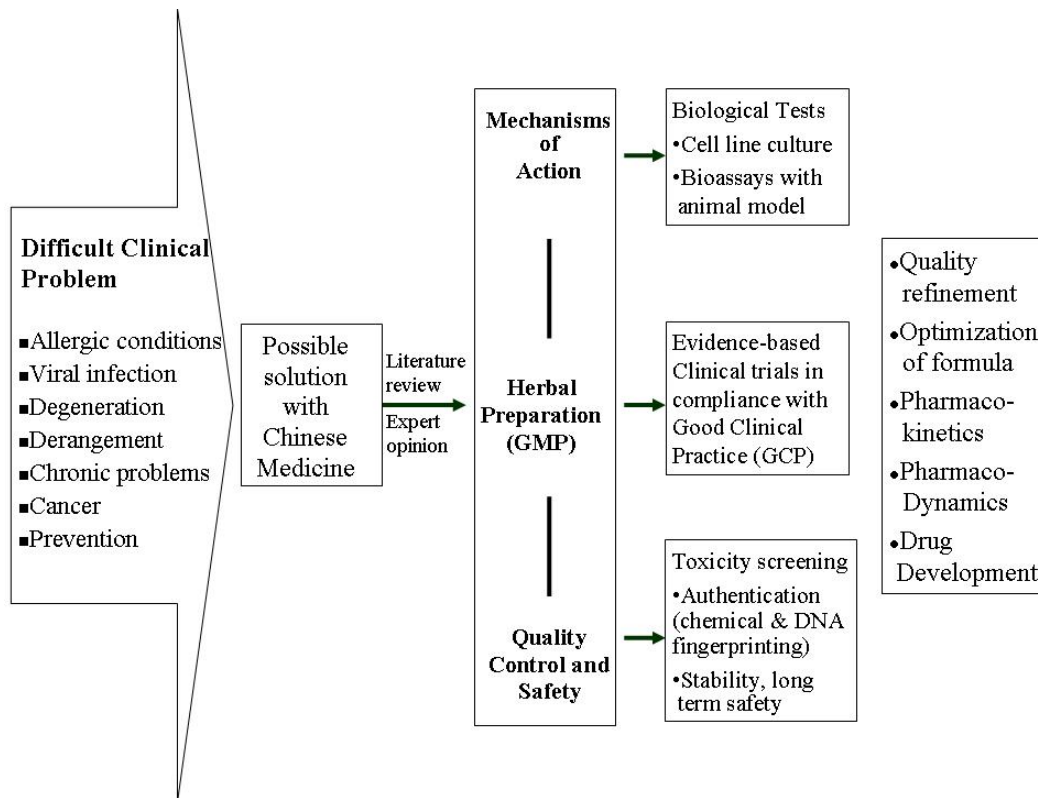 Difficult Clinical
Problem
▪Allergic conditions
▪Viral infection
▪Degeneration
▪Derangement
▪Chronic problems
▪Cancer
▪Prevention
Possible
solution
with
Chinese
Medicine
Literature
review
Expert
opinion
Mechanisms
of
Action
Herbal
Preparation
(GMP)
Quality
Control and
Safety
Biological Tests
•Cell line culture
•Bioassays with
animal model
Evidence-based
Clinical trials in
compliance with
Good Clinical
Practice (GCP)
Toxicity screening
•Authentication
(chemical & DNA
fingerprinting)
•Stability, long
term safety
•Quality
refinement
•Optimization
of formula
•Pharmaco-
kinetics
•Pharmaco-
Dynamics
•Drug
Development